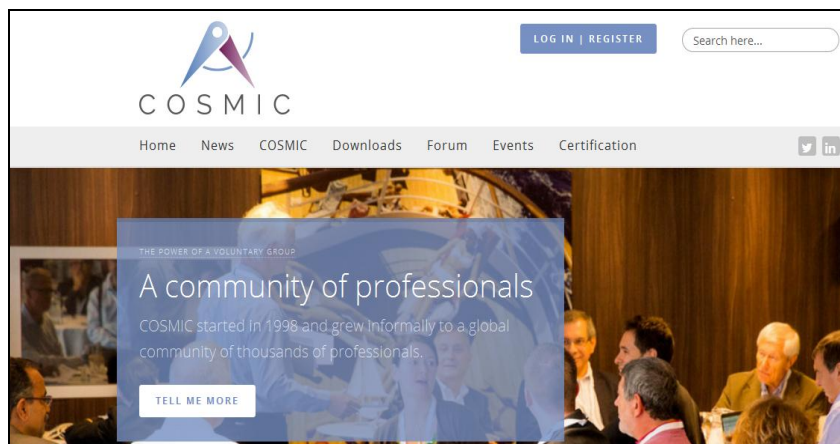 LOG IN | REGISTER
Search here...
COSMIC
Home News COSMIC Downloads Forum Events Certification
THE POWER OF A VOLUNTARY GROUP
A community of professionals
COSMIC started in 1998 and grew informally to a global
community of thousands of professionals.
TELL ME MORE